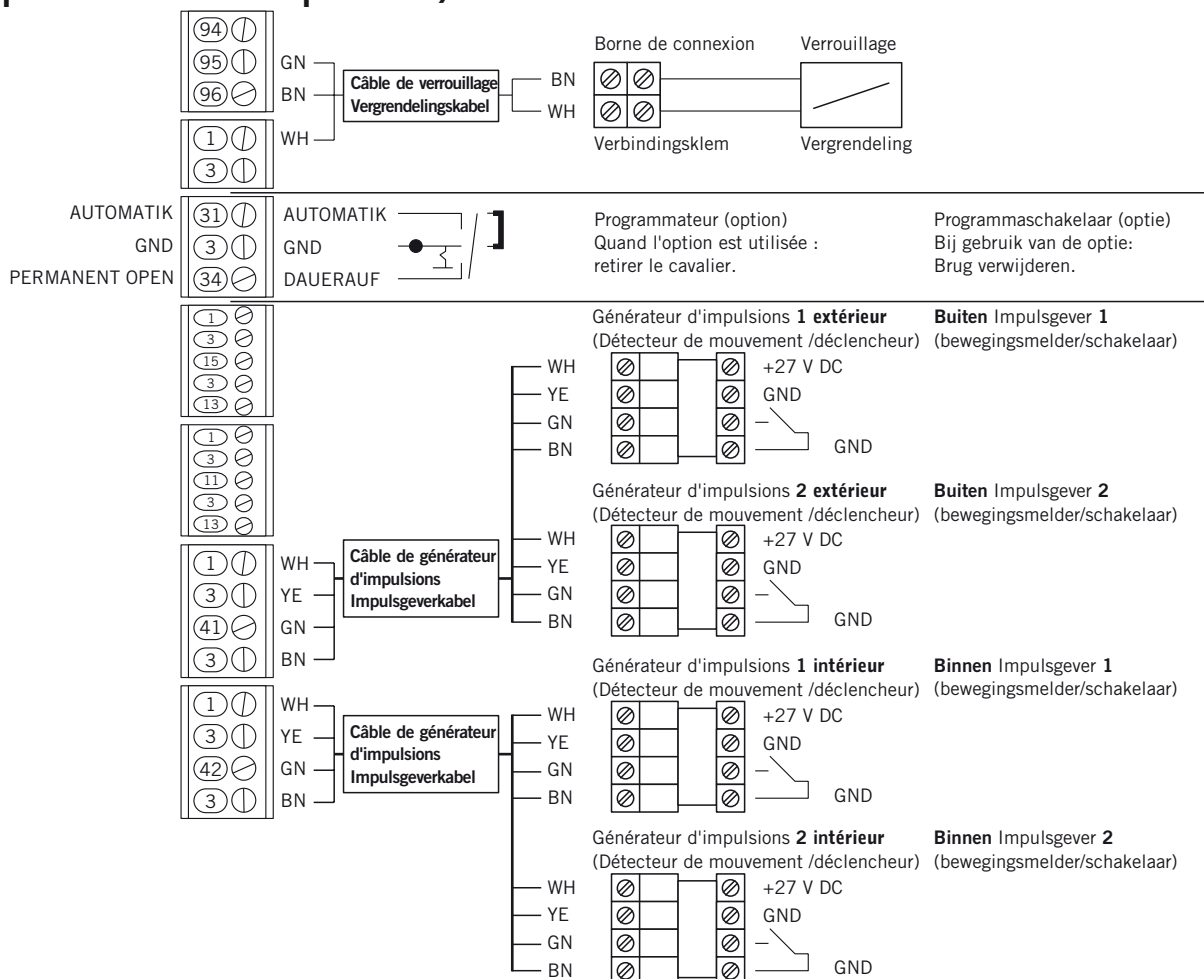 94
95 GN
96 BN
1 WH
3
Câble de verrouillage
Vergrendelingskabel
BN
WH
Borne de connexion
Verbindingsklem
Verrouillage
Vergrendeling
AUTOMATIK 31 AUTOMATIK
GND 3 GND
PERMANENT OPEN 34 DAUERAUF
Programmateur (option)
Quand l'option est utilisée :
retirer le cavalier.
Programmaschakelaar (optie)
Bij gebruik van de optie:
Brug verwijderen.
1
3
15
3
13
1
3
11
3
13
1 WH
3 YE
41 GN
3 BN
Câble de générateur
d'impulsions
Impulsgeverkabel
1 WH
3 YE
42 GN
3 BN
Câble de générateur
d'impulsions
Impulsgeverkabel
Générateur d'impulsions 1 extérieur
(Détecteur de mouvement /déclencheur)
Buiten Impulsgever 1
(bewegingsmelder/schakelaar)
WH +27 V DC
YE GND
GN
BN GND
Générateur d'impulsions 2 extérieur
(Détecteur de mouvement /déclencheur)
Buiten Impulsgever 2
(bewegingsmelder/schakelaar)
WH +27 V DC
YE GND
GN
BN GND
Générateur d'impulsions 1 intérieur
(Détecteur de mouvement /déclencheur)
Binnen Impulsgever 1
(bewegingsmelder/schakelaar)
WH +27 V DC
YE GND
GN
BN GND
Générateur d'impulsions 2 intérieur
(Détecteur de mouvement /déclencheur)
Binnen Impulsgever 2
(bewegingsmelder/schakelaar)
WH +27 V DC
YE GND
GN
BN GND